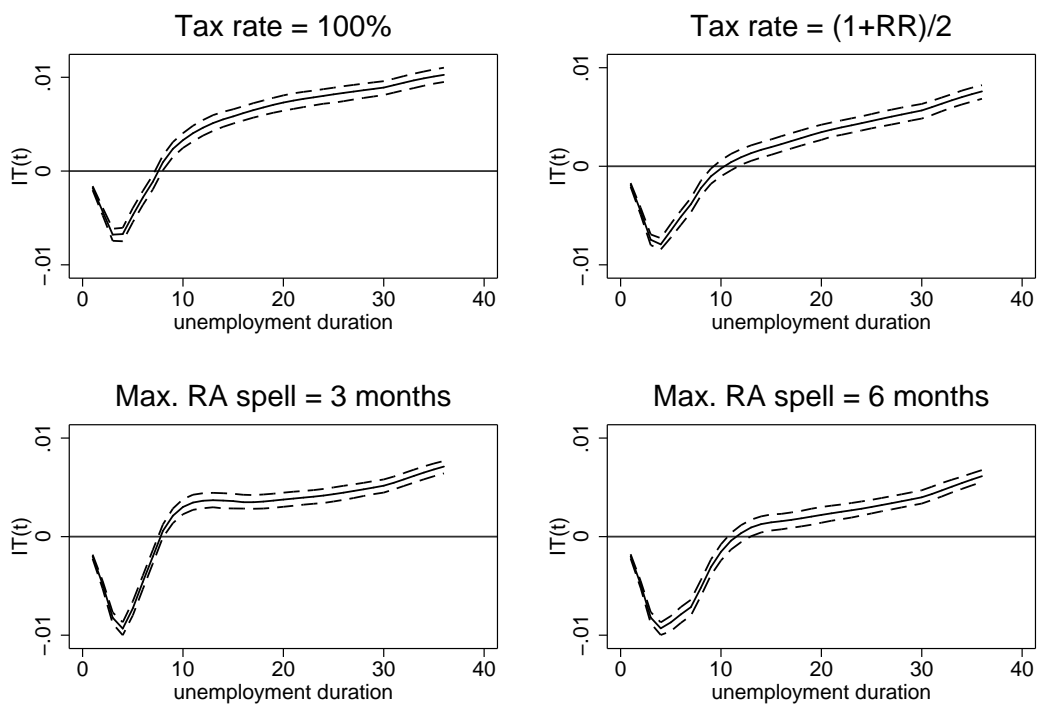 Tax rate = 100%
IT(t)
.01
0
−.01
0 10 20 30 40
unemployment duration
Tax rate = (1+RR)/2
IT(t)
.01
0
−.01
0 10 20 30 40
unemployment duration
Max. RA spell = 3 months
IT(t)
.01
0
−.01
0 10 20 30 40
unemployment duration
Max. RA spell = 6 months
IT(t)
.01
0
−.01
0 10 20 30 40
unemployment duration